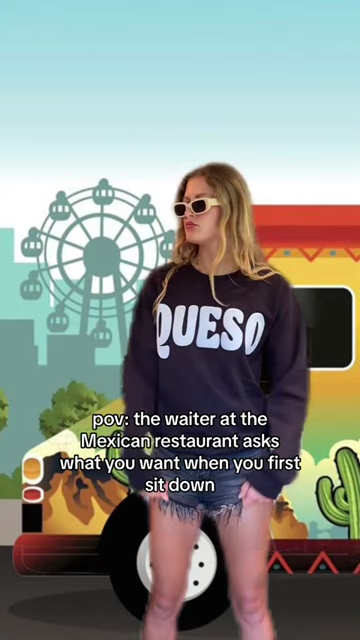 QUESO
pov: the waiter at the
Mexican restaurant asks
what you want when you first
sit down